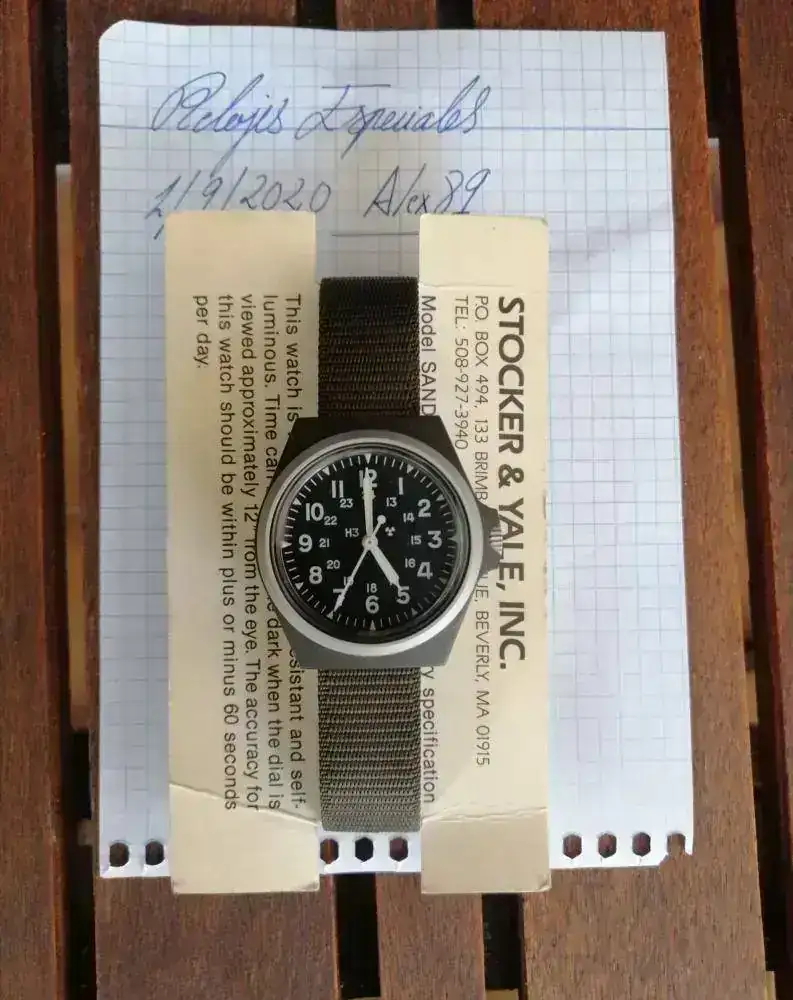 Relojes Especiales
1/9/2020 Alex89
STOCKER & YALE, INC.
P.O. BOX 494, 133 BRIMB UE, BEVERLY, MA 01915
TEL: 508-927-3940
Model SAND y specification
This watch is esistant and self-
luminous. Time can e dark when the dial is
viewed approximately 12" from the eye. The accuracy for
this watch should be within plus or minus 60 seconds
per day.
12
1
2
3
4
5
6
7
8
9
10
11
13
14
15
16
18
19
20
21
22
23
H3